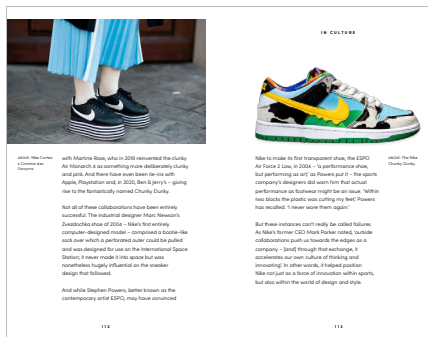 IN CULTURE
ABOVE: Nike Cortez
x Comme des
Garçons.
with Martine Rose, who in 2019 reinvented the clunky
Air Monarch 4 as something more deliberately clunky
and pink. And there have even been tie-ins with
Apple, Playstation and, in 2020, Ben & Jerry's – giving
rise to the fantastically named Chunky Dunky.
Not all of these collaborations have been entirely
successful. The industrial designer Marc Newson's
Zvezdochka shoe of 2004 – Nike's first entirely
computer-designed model – comprised a bootie-like
sock over which a perforated outer could be pulled
and was designed for use on the International Space
Station; it never made it into space but was
nonetheless hugely influential on the sneaker
design that followed.
And while Stephen Powers, better known as the
contemporary artist ESPO, may have convinced
112
Nike to make its first transparent shoe, the ESPO
Air Force 2 Low, in 2004 – 'a performance shoe,
but performing as art', as Powers put it – the sports
company's designers did warn him that actual
performance as footwear might be an issue. 'Within
two blocks the plastic was cutting my feet,' Powers
has recalled. 'I never wore them again.'
But these instances can't really be called failures.
As Nike's former CEO Mark Parker noted, 'outside
collaborations push us towards the edges as a
company – [and] through that exchange, it
accelerates our own culture of thinking and
innovating'. In other words, it helped position
Nike not just as a force of innovation within sports,
but also within the world of design and style.
ABOVE: The Nike
Chunky Dunky.
113